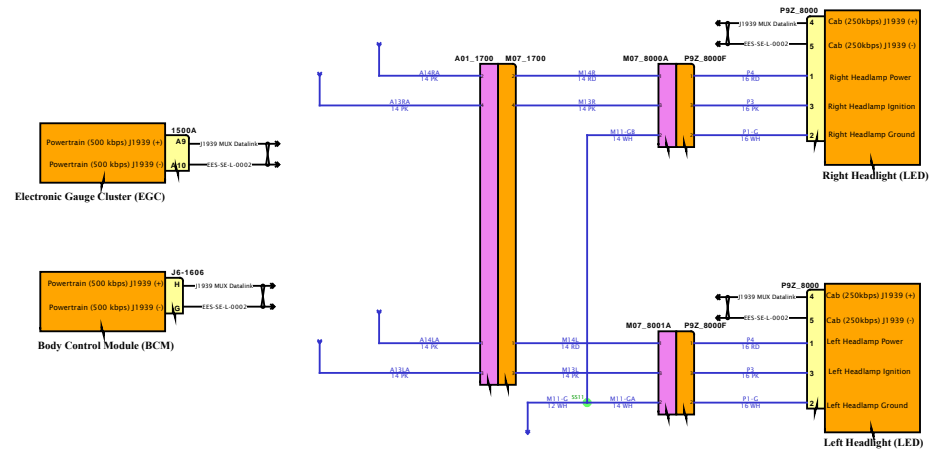 P9Z_8000
4
J1939 MUX Datalink
Cab (250kbps) J1939 (+)
5
EES-SE-L-0002
Cab (250kbps) J1939 (-)
A01_1700
M07_1700
M07_8000A
P9Z_8000F
A14RA
14 PK
M14R
14 RD
P4
16 RD
1
Right Headlamp Power
A13RA
14 PK
M13R
14 PK
P3
16 PK
3
Right Headlamp Ignition
M11-GB
14 WH
P1-G
16 WH
2
Right Headlamp Ground
Right Headlight (LED)
1500A
Powertrain (500 kbps) J1939 (+)
A9
J1939 MUX Datalink
Powertrain (500 kbps) J1939 (-)
A10
EES-SE-L-0002
Electronic Gauge Cluster (EGC)
J6-1606
Powertrain (500 kbps) J1939 (+)
H
J1939 MUX Datalink
Powertrain (500 kbps) J1939 (-)
G
EES-SE-L-0002
Body Control Module (BCM)
P9Z_8000
4
J1939 MUX Datalink
Cab (250kbps) J1939 (+)
5
EES-SE-L-0002
Cab (250kbps) J1939 (-)
M07_8001A
P9Z_8000F
A14LA
14 PK
M14L
14 RD
P4
16 RD
1
Left Headlamp Power
A13LA
14 PK
M13L
14 PK
P3
16 PK
3
Left Headlamp Ignition
M11-G
12 WH
SS11
M11-GA
14 WH
P1-G
16 WH
2
Left Headlamp Ground
Left Headlight (LED)